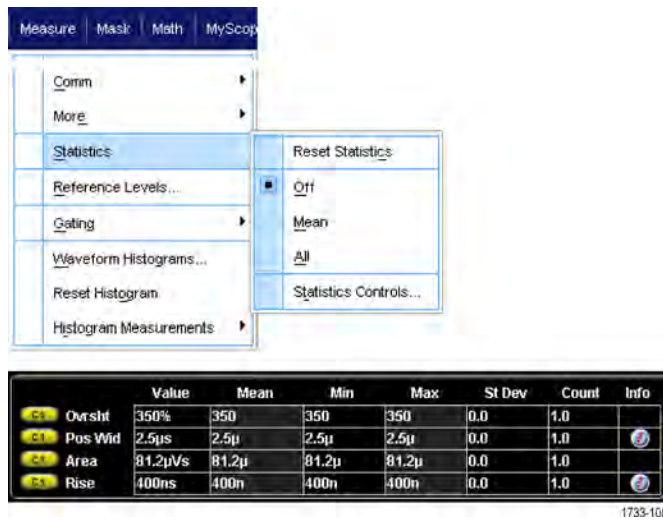 Measure Mask Math MyScop
Comm
More
Statistics Reset Statistics
Reference Levels... Off
Gating Mean
Waveform Histograms... All
Reset Histogram Statistics Controls...
Histogram Measurements
Value Mean Min Max St Dev Count Info
C1 Ovrsht 350% 350 350 350 0.0 1.0
C1 Pos Wid 2.5µs 2.5µ 2.5µ 2.5µ 0.0 1.0
C1 Area 81.2µVs 81.2µ 81.2µ 81.2µ 0.0 1.0
C1 Rise 400ns 400n 400n 400n 0.0 1.0